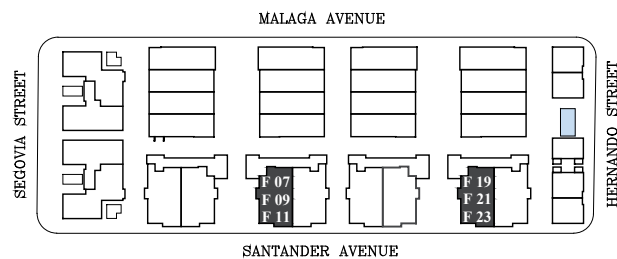 MALAGA AVENUE
SEGOVIA STREET
HERNANDO STREET
F 07
F 09
F 11
F 19
F 21
F 23
SANTANDER AVENUE